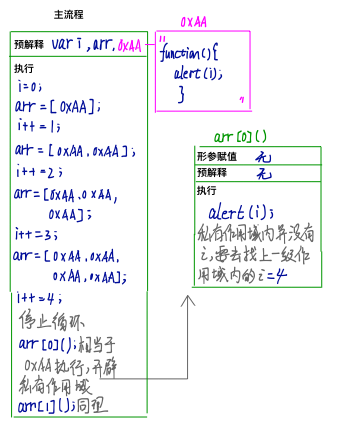 主流程
预解释 var i, arr, 0xAA
执行
i=0;
arr = [ 0xAA];
i++ = 1;
arr = [0xAA, 0xAA];
i++ = 2;
arr=[0xAA, 0xAA,
0xAA];
i++=3;
arr= [ 0xAA, 0xAA,
0xAA, 0xAA];
i++=4;
停止循环
arr[0]();相当于
0xAA执行,开辟
私有作用域
arr[1]();同理
0xAA
"
function(){
alert(i);
}
"
arr[0]()
形参赋值 无
预解释 无
执行
alert(i);
私有作用域内并没有
i,要去找上一级作
用域内的i=4